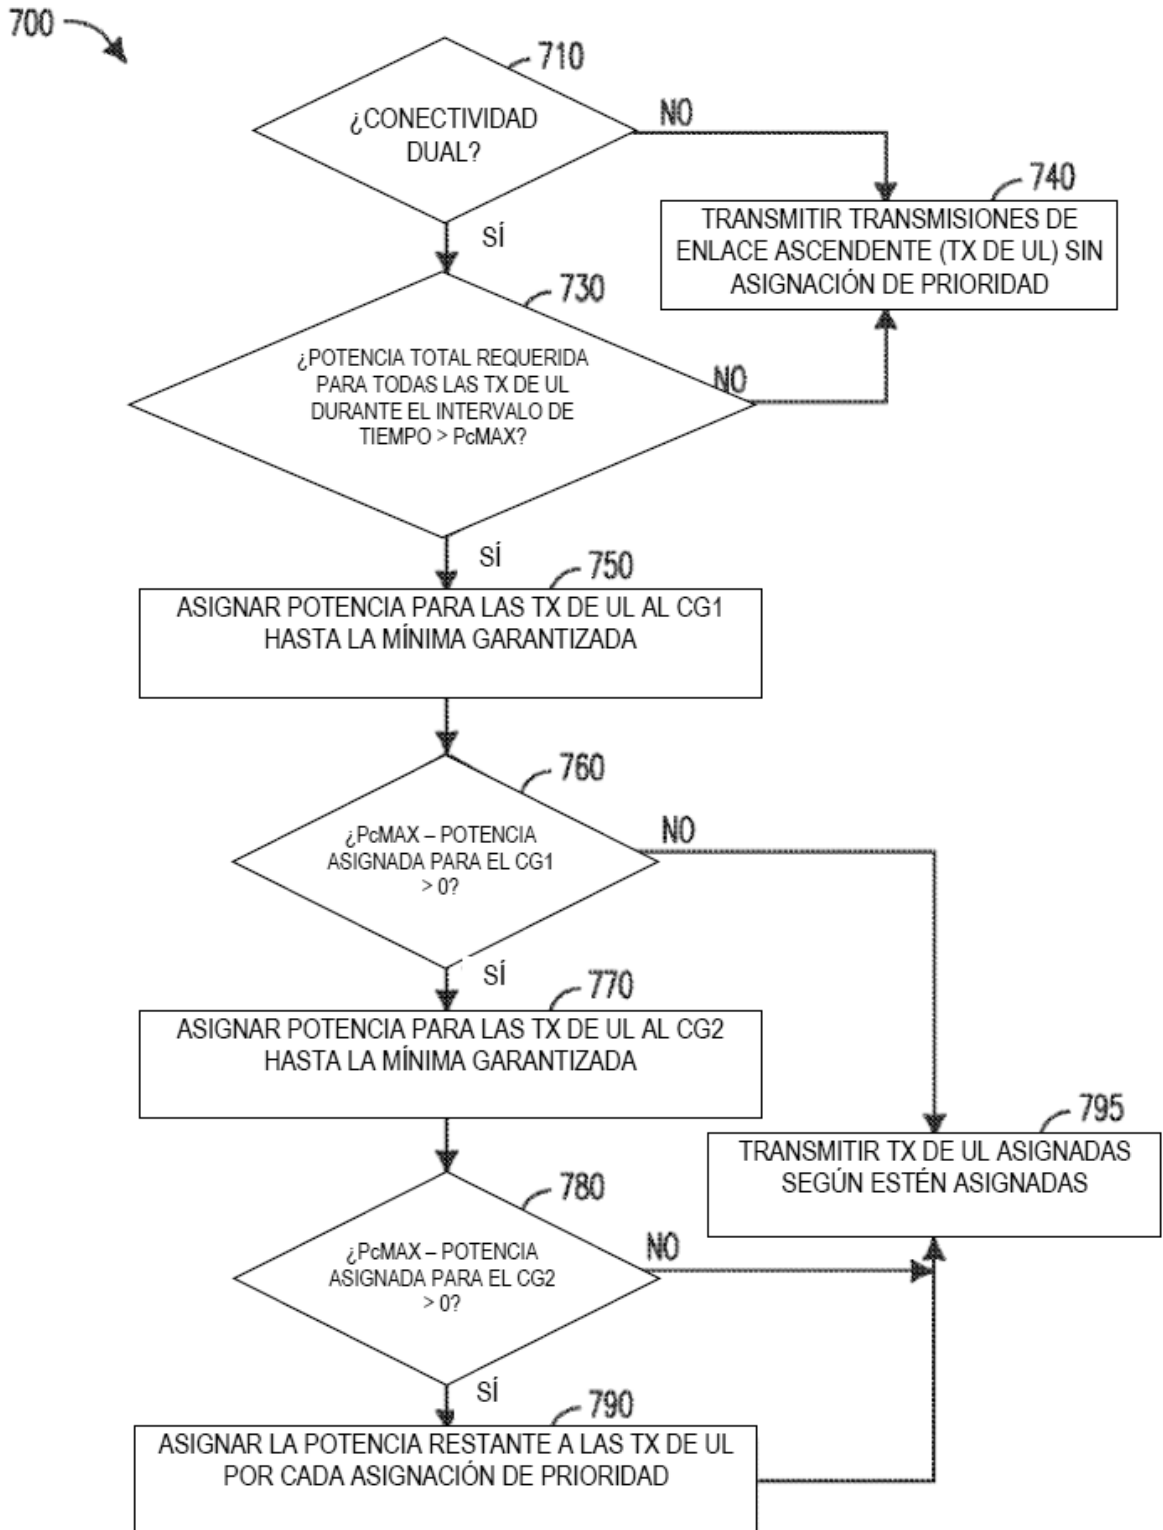 700
710
¿CONECTIVIDAD
DUAL?
NO
740
TRANSMITIR TRANSMISIONES DE
ENLACE ASCENDENTE (TX DE UL) SIN
ASIGNACIÓN DE PRIORIDAD
SÍ
730
¿POTENCIA TOTAL REQUERIDA
PARA TODAS LAS TX DE UL
DURANTE EL INTERVALO DE
TIEMPO > PcMAX?
NO
SÍ
750
ASIGNAR POTENCIA PARA LAS TX DE UL AL CG1
HASTA LA MÍNIMA GARANTIZADA
760
¿PcMAX – POTENCIA
ASIGNADA PARA EL CG1
> 0?
NO
SÍ
770
ASIGNAR POTENCIA PARA LAS TX DE UL AL CG2
HASTA LA MÍNIMA GARANTIZADA
795
TRANSMITIR TX DE UL ASIGNADAS
SEGÚN ESTÉN ASIGNADAS
780
¿PcMAX – POTENCIA
ASIGNADA PARA EL CG2
> 0?
NO
SÍ
790
ASIGNAR LA POTENCIA RESTANTE A LAS TX DE UL
POR CADA ASIGNACIÓN DE PRIORIDAD